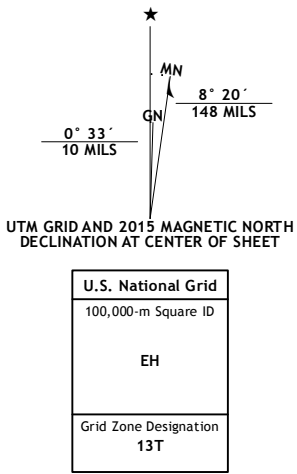 ★
MN
8° 20´
148 MILS
GN
0° 33´
10 MILS
UTM GRID AND 2015 MAGNETIC NORTH
DECLINATION AT CENTER OF SHEET
U.S. National Grid
100,000-m Square ID
EH
Grid Zone Designation
13T